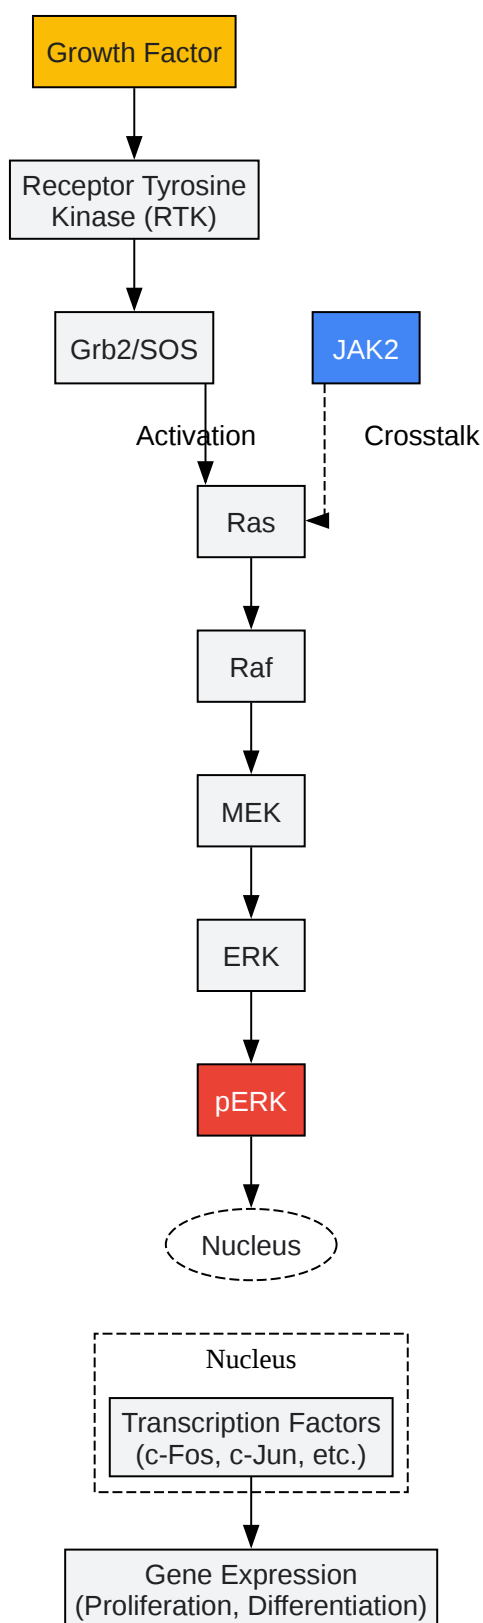 Growth Factor
Receptor Tyrosine
Kinase (RTK)
Grb2/SOS
JAK2
Activation
Crosstalk
Ras
Raf
MEK
ERK
pERK
Nucleus
Nucleus
Transcription Factors
(c-Fos, c-Jun, etc.)
Gene Expression
(Proliferation, Differentiation)